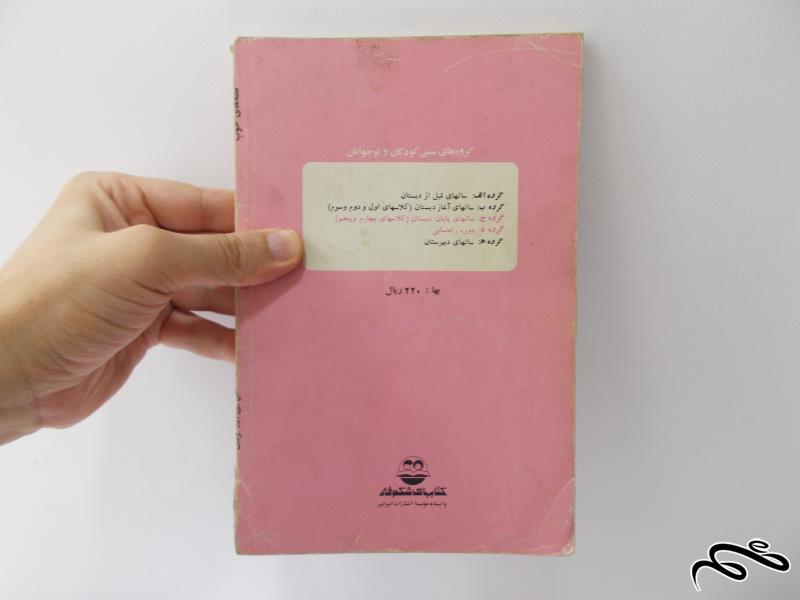 گروه‌های سنی کودکان و نوجوانان
گروه الف: سالهای قبل از دبستان
گروه ب: سالهای آغاز دبستان (کلاسهای اول و دوم وسوم)
گروه ج: سالهای پایان دبستان (کلاسهای چهارم وپنجم)
گروه د: دوره راهنمایی
گروه ه: سالهای دبیرستان
بها : ۲۲۰ ریال
کتابهای شکوفه
وابسته به مؤسسۀ انتشارات امیرکبیر